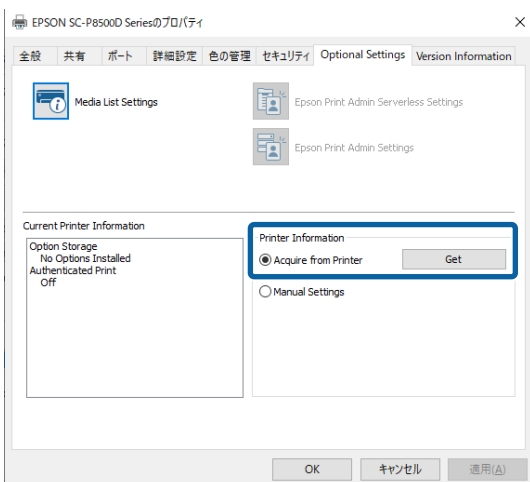 EPSON SC-P8500D Seriesのプロパティ
全般 共有 ポート 詳細設定 色の管理 セキュリティ Optional Settings Version Information
Media List Settings
Epson Print Admin Serverless Settings
Epson Print Admin Settings
Current Printer Information
Option Storage
No Options Installed
Authenticated Print
Off
Printer Information
Acquire from Printer Get
Manual Settings
OK キャンセル 適用(A)